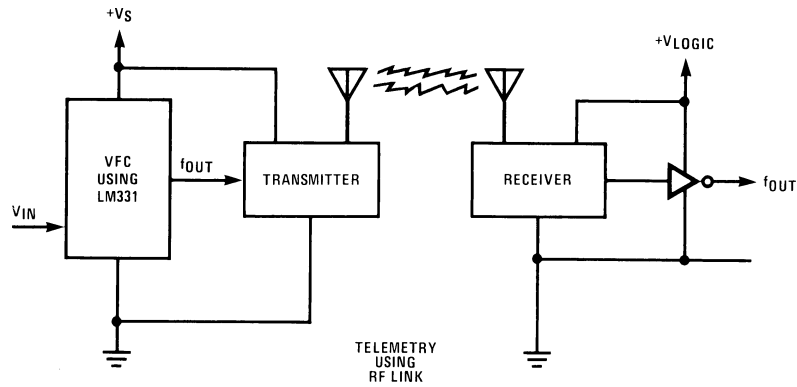 +VS
+VLOGIC
VFC
USING
LM331
fOUT
TRANSMITTER
RECEIVER
fOUT
VIN
TELEMETRY
USING
RF LINK